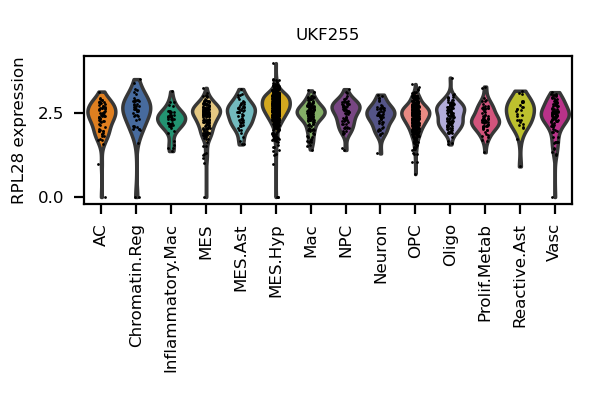 UKF255
RPL28 expression
2.5
0.0
AC
Chromatin.Reg
Inflammatory.Mac
MES
MES.Ast
MES.Hyp
Mac
NPC
Neuron
OPC
Oligo
Prolif.Metab
Reactive.Ast
Vasc